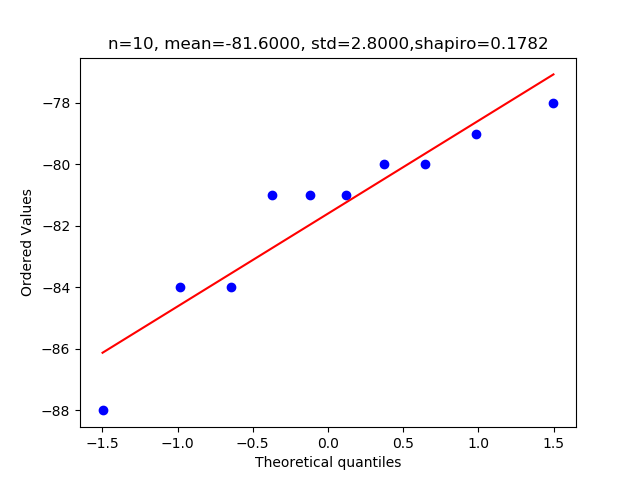 n=10, mean=-81.6000, std=2.8000,shapiro=0.1782
Ordered Values
−78
−80
−82
−84
−86
−88
−1.5 −1.0 −0.5 0.0 0.5 1.0 1.5
Theoretical quantiles